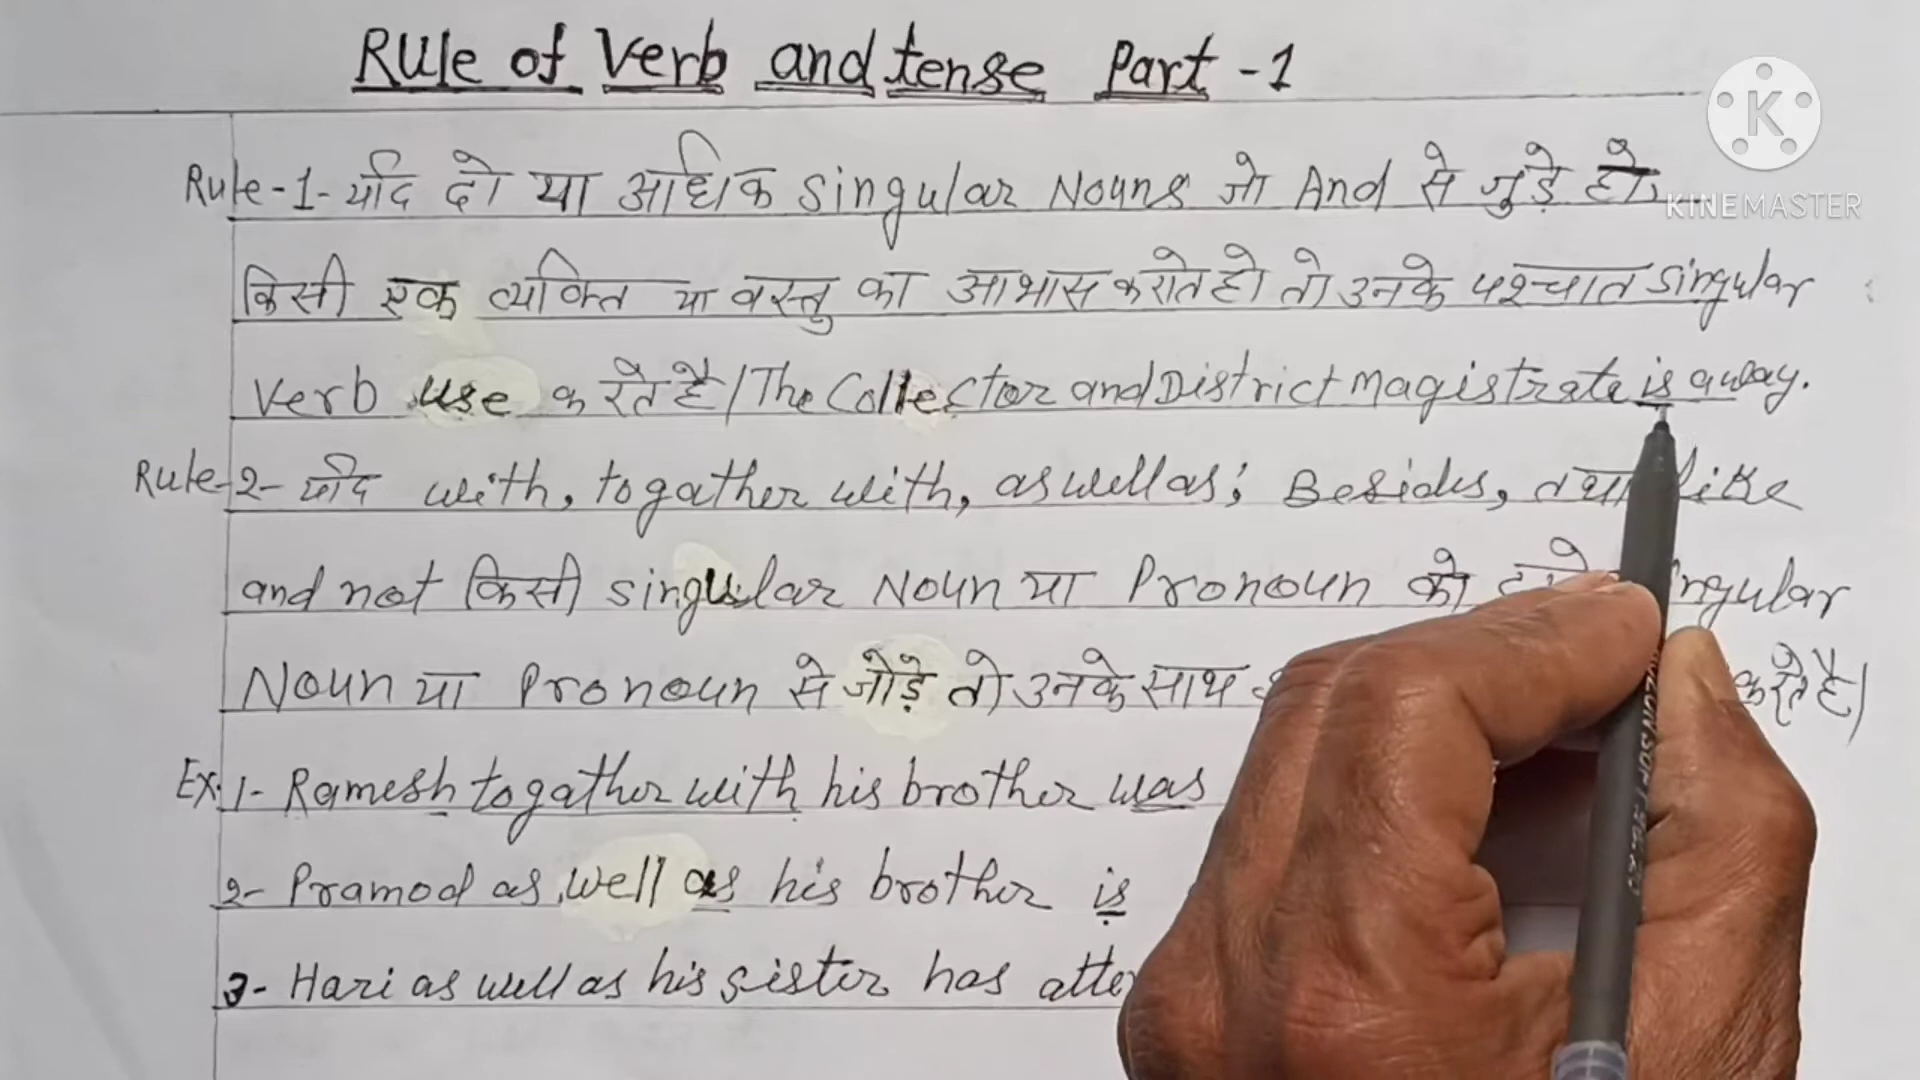 Rule of Verb and tense Part -1
Rule-1- यदि दो या अधिक singular Nouns जो And से जुड़े हो,
किसी एक व्यक्ति या वस्तु का आभास कराते हो तो उनके पश्चात singular
Verb use करते है/The Collector and District Magistrate is away.
Rule-2- यदि with, togather with, as well as; Besides, तथा like
and not किसी singular Noun या Pronoun को
Noun या Pronoun से जोड़े तो उनके साथ करते है।
Ex. 1- Ramesh togather with his brother was
2- Pramod as well as his brother is
3- Hari as well as his sister has
K
KINEMASTER